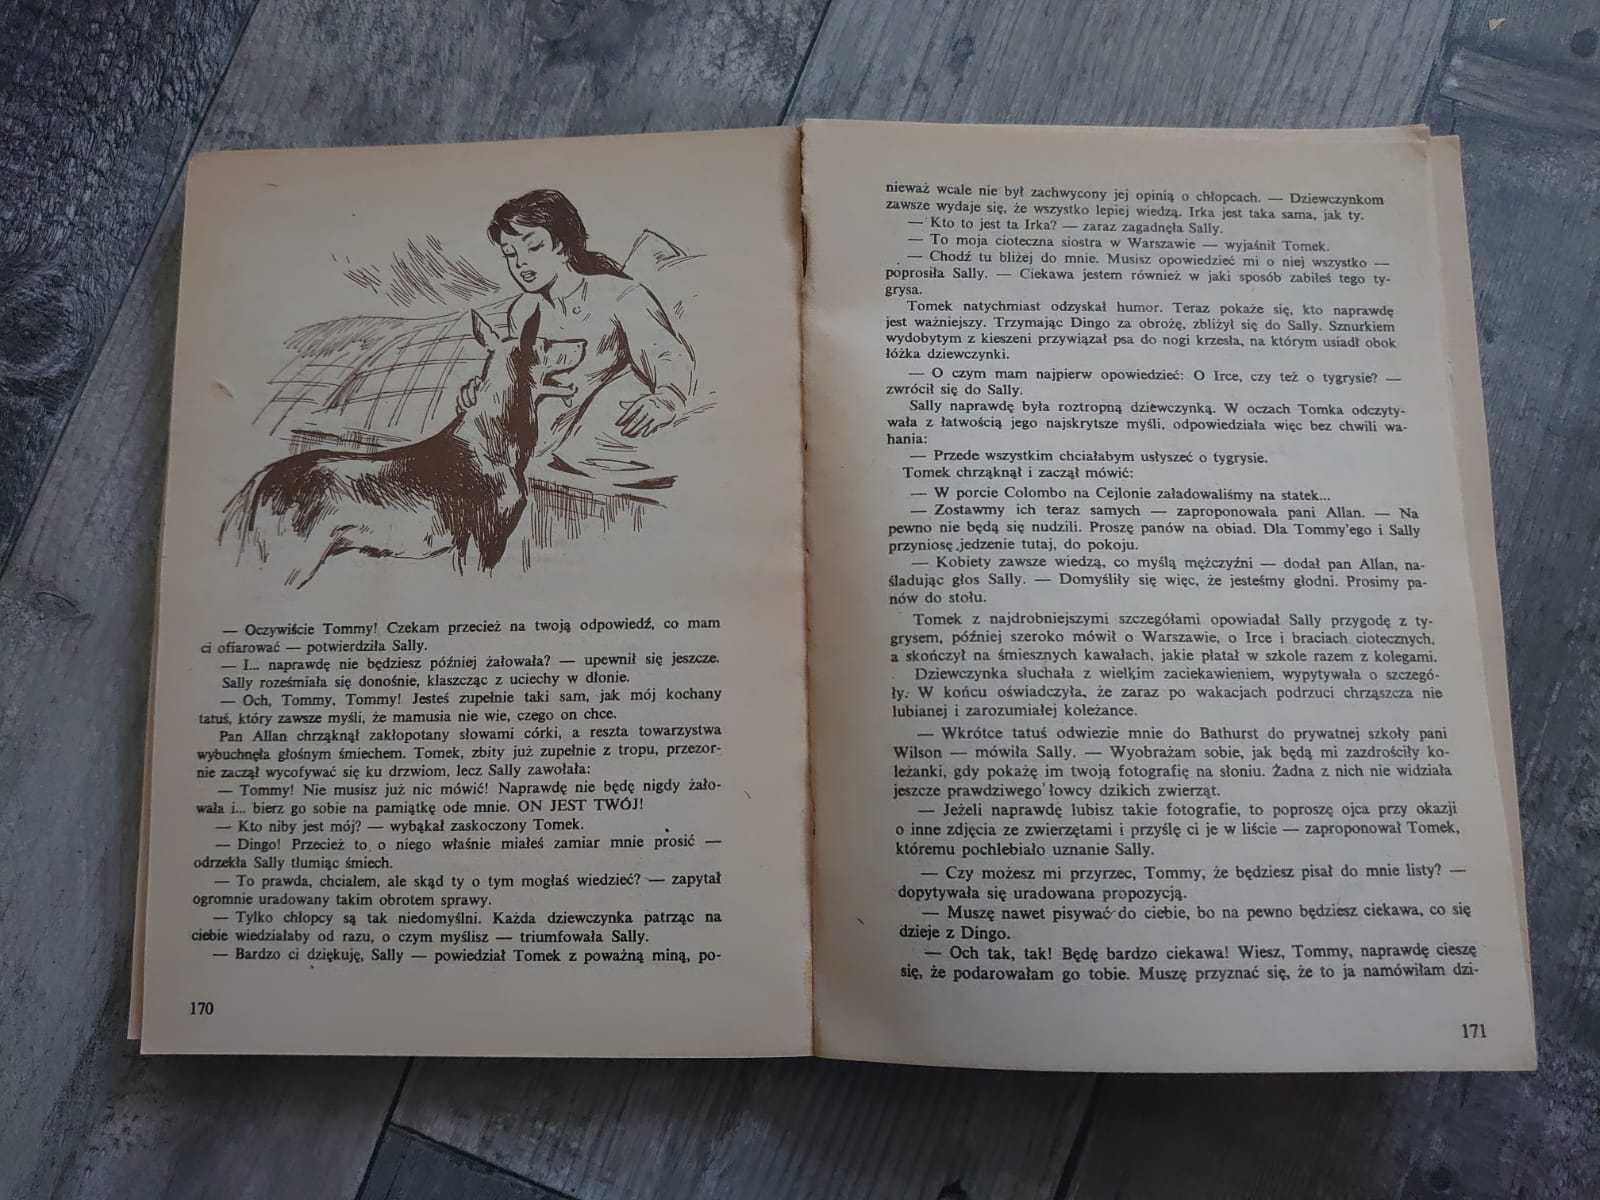 — Oczywiście Tommy! Czekam przecież na twoją odpowiedź, co mam
ci ofiarować — potwierdziła Sally.
— I... naprawdę nie będziesz później żałowała? — upewnił się jeszcze.
Sally roześmiała się donośnie, klaszcząc z uciechy w dłonie.
— Och, Tommy, Tommy! Jesteś zupełnie taki sam, jak mój kochany
tatuś, który zawsze myśli, że mamusia nie wie, czego on chce.
Pan Allan chrząknął zakłopotany słowami córki, a reszta towarzystwa
wybuchnęła głośnym śmiechem. Tomek, zbity już zupełnie z tropu, przezor-
nie zaczął wycofywać się ku drzwiom, lecz Sally zawołała:
— Tommy! Nie musisz już nic mówić! Naprawdę nie będę nigdy żało-
wała i... bierz go sobie na pamiątkę ode mnie. ON JEST TWÓJ!
— Kto niby jest mój? — wybąkał zaskoczony Tomek.
— Dingo! Przecież to o niego właśnie miałeś zamiar mnie prosić —
odrzekła Sally tłumiąc śmiech.
— To prawda, chciałem, ale skąd ty o tym mogłaś wiedzieć? — zapytał
ogromnie uradowany takim obrotem sprawy.
— Tylko chłopcy są tak niedomyślni. Każda dziewczynka patrząc na
ciebie wiedziałaby od razu, o czym myślisz — triumfowała Sally.
— Bardzo ci dziękuję, Sally — powiedział Tomek z poważną miną, po-
170
nieważ wcale nie był zachwycony jej opinią o chłopcach. — Dziewczynkom
zawsze wydaje się, że wszystko lepiej wiedzą. Irka jest taka sama, jak ty.
— Kto to jest ta Irka? — zaraz zagadnęła Sally.
— To moja cioteczna siostra w Warszawie — wyjaśnił Tomek.
— Chodź tu bliżej do mnie. Musisz opowiedzieć mi o niej wszystko —
poprosiła Sally. — Ciekawa jestem również w jaki sposób zabiłeś tego ty-
grysa.
Tomek natychmiast odzyskał humor. Teraz pokaże się, kto naprawdę
jest ważniejszy. Trzymając Dingo za obrożę, zbliżył się do Sally. Sznurkiem
wydobytym z kieszeni przywiązał psa do nogi krzesła, na którym usiadł obok
łóżka dziewczynki.
— O czym mam najpierw opowiedzieć: O Irce, czy też o tygrysie? —
zwrócił się do Sally.
Sally naprawdę była roztropną dziewczynką. W oczach Tomka odczyty-
wała z łatwością jego najskrytsze myśli, odpowiedziała więc bez chwili wa-
hania:
— Przede wszystkim chciałabym usłyszeć o tygrysie.
Tomek chrząknął i zaczął mówić:
— W porcie Colombo na Cejlonie załadowaliśmy na statek...
— Zostawmy ich teraz samych — zaproponowała pani Allan. — Na
pewno nie będą się nudzili. Proszę panów na obiad. Dla Tommy'ego i Sally
przyniosę jedzenie tutaj, do pokoju.
— Kobiety zawsze wiedzą, co myślą mężczyźni — dodał pan Allan, na-
śladując głos Sally. — Domyśliły się więc, że jesteśmy głodni. Prosimy pa-
nów do stołu.
Tomek z najdrobniejszymi szczegółami opowiadał Sally przygodę z ty-
grysem, później szeroko mówił o Warszawie, o Irce i braciach ciotecznych,
a skończył na śmiesznych kawałach, jakie płatał w szkole razem z kolegami.
Dziewczynka słuchała z wielkim zaciekawieniem, wypytywała o szczegó-
ły. W końcu oświadczyła, że zaraz po wakacjach podrzuci chrząszcza nie
lubianej i zarozumiałej koleżance.
— Wkrótce tatuś odwiezie mnie do Bathurst do prywatnej szkoły pani
Wilson — mówiła Sally. — Wyobrażam sobie, jak będą mi zazdrościły ko-
leżanki, gdy pokażę im twoją fotografię na słoniu. Żadna z nich nie widziała
jeszcze prawdziwego łowcy dzikich zwierząt.
— Jeżeli naprawdę lubisz takie fotografie, to poproszę ojca przy okazji
o inne zdjęcia ze zwierzętami i przyślę ci je w liście — zaproponował Tomek,
któremu pochlebiało uznanie Sally.
— Czy możesz mi przyrzec, Tommy, że będziesz pisał do mnie listy? —
dopytywała się uradowana propozycją.
— Muszę nawet pisywać do ciebie, bo na pewno będziesz ciekawa, co się
dzieje z Dingo.
— Och tak, tak! Będę bardzo ciekawa! Wiesz, Tommy, naprawdę cieszę
się, że podarowałam go tobie. Muszę przyznać się, że to ja namówiłam dzi-
171